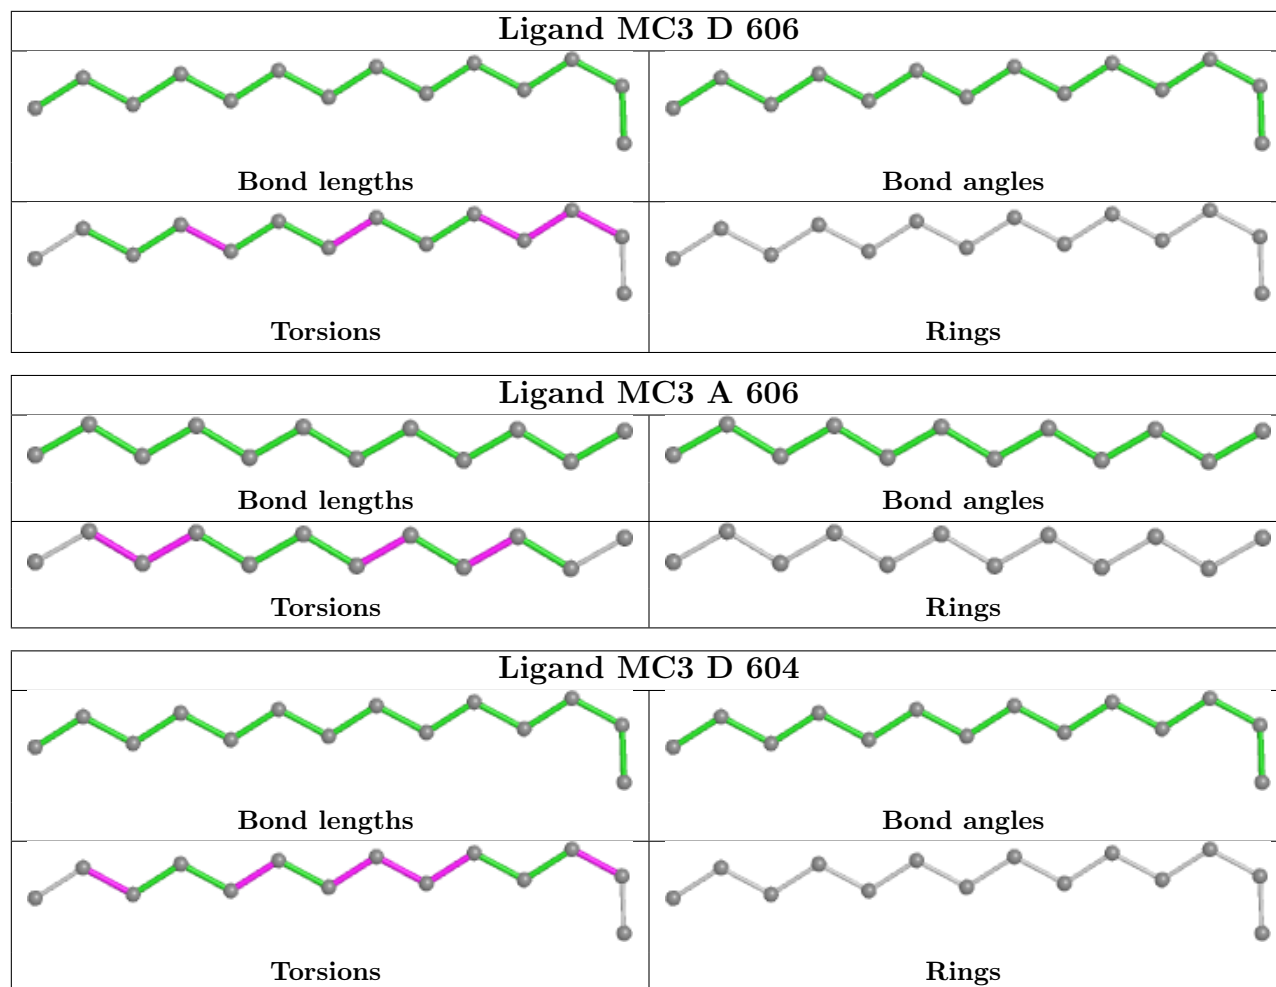 Ligand MC3 D 606
Bond lengths
Bond angles
Torsions
Rings
Ligand MC3 A 606
Bond lengths
Bond angles
Torsions
Rings
Ligand MC3 D 604
Bond lengths
Bond angles
Torsions
Rings